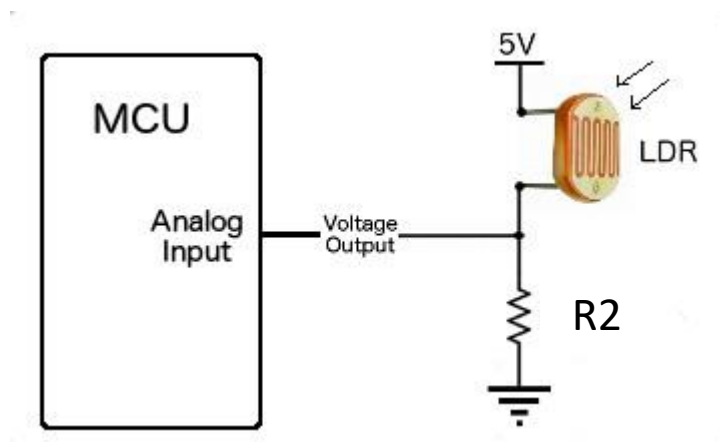 5V
MCU
LDR
Analog
Input
Voltage
Output
R2